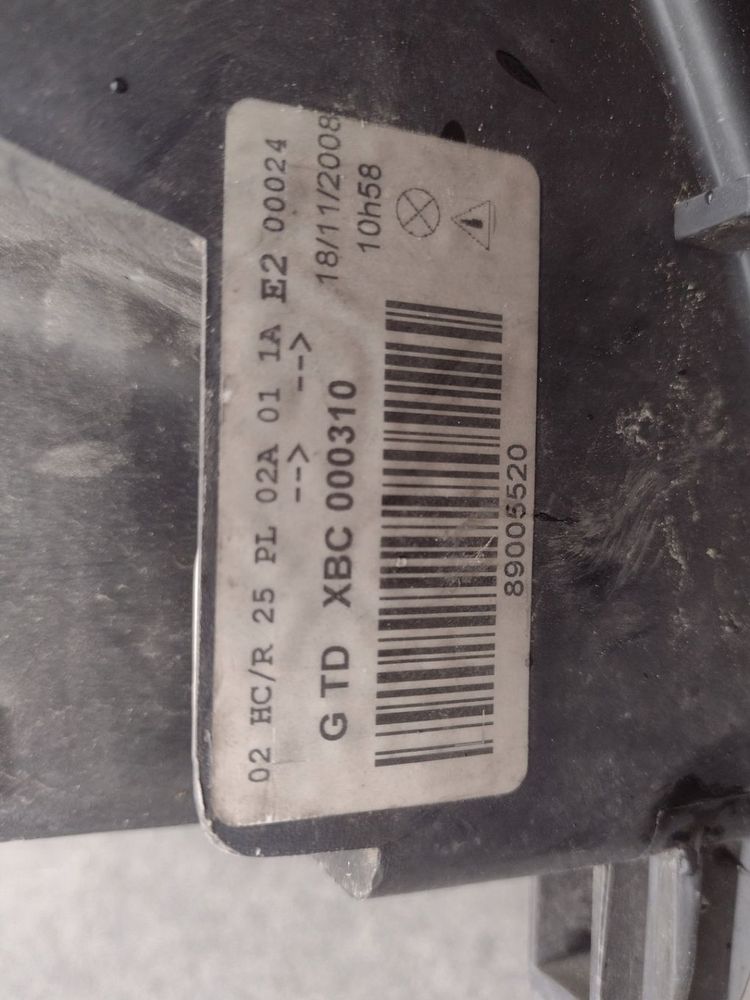 02 HC/R 25 PL 02A 01 1A E2 00024
--> -->
18/11/2008
G TD XBC 000310
10h58
89005520